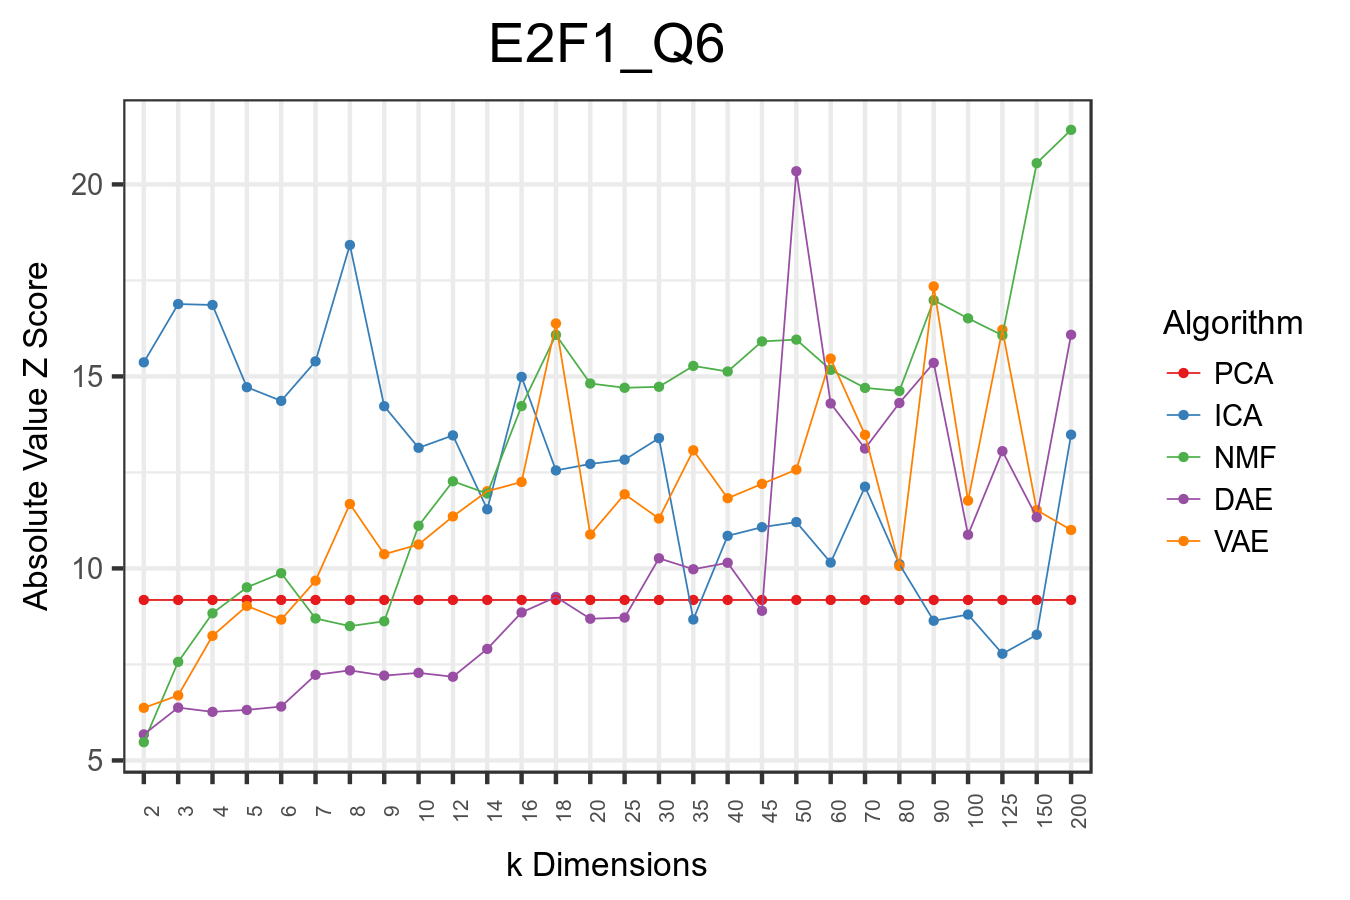 E2F1_Q6
Absolute Value Z Score
20
15
10
5
2 3 4 5 6 7 8 9 10 12 14 16 18 20 25 30 35 40 45 50 60 70 80 90 100 125 150 200
k Dimensions
Algorithm
PCA
ICA
NMF
DAE
VAE